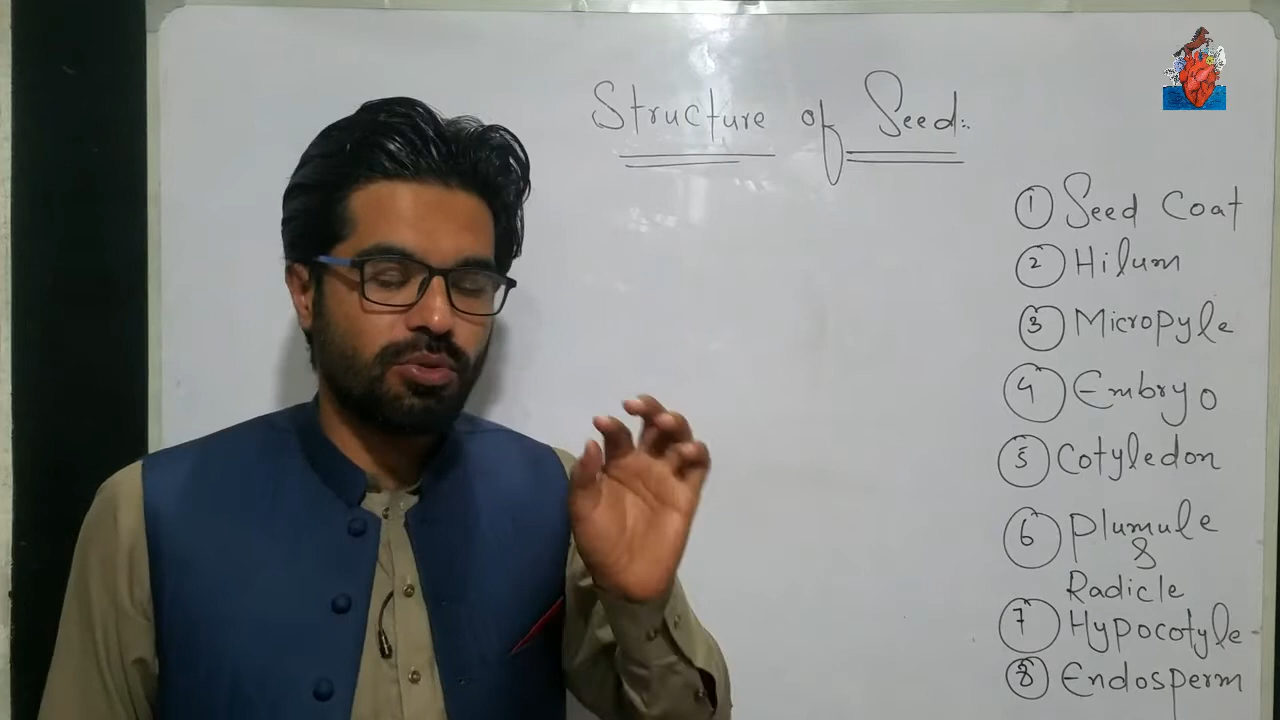 Structure of Seed:
1 Seed Coat
2 Hilum
3 Micropyle
4 Embryo
5 Cotyledon
6 Plumule
&
Radicle
7 Hypocotyle
8 Endosperm